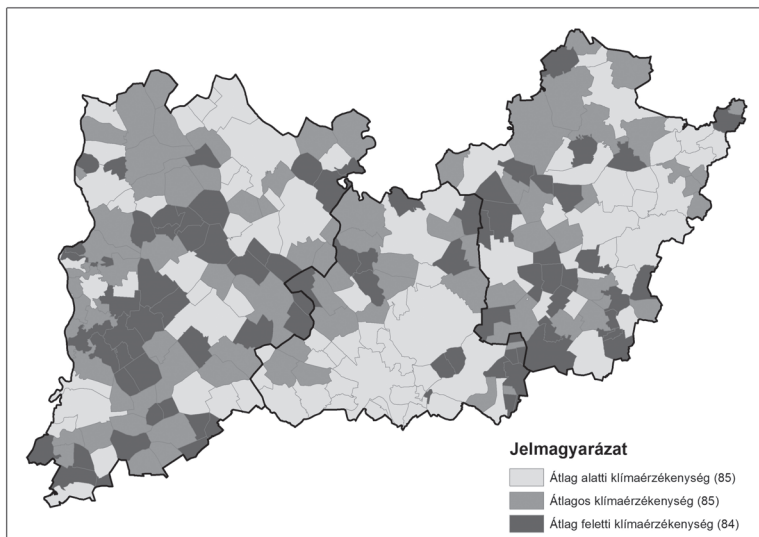 Jelmagyarázat
Átlag alatti klímaérzékenység (85)
Átlagos klímaérzékenység (85)
Átlag feletti klímaérzékenység (84)